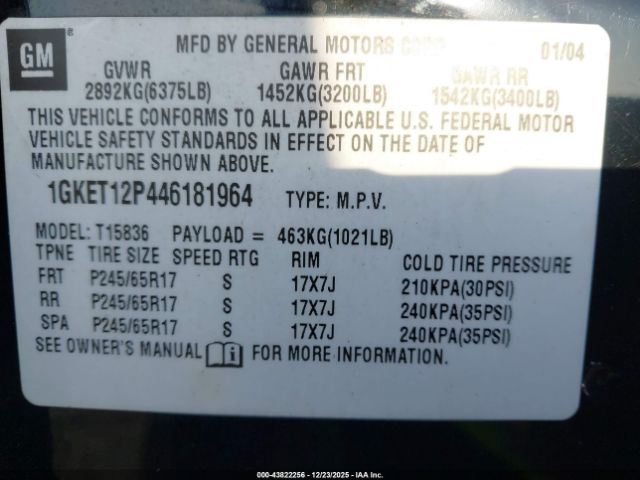 GM
MFD BY GENERAL MOTORS CORP 01/04
GVWR GAWR FRT GAWR RR
2892KG(6375LB) 1452KG(3200LB) 1542KG(3400LB)
THIS VEHICLE CONFORMS TO ALL APPLICABLE U.S. FEDERAL MOTOR
VEHICLE SAFETY STANDARDS IN EFFECT ON THE DATE OF
MANUFACTURE SHOWN ABOVE.
1GKET12P446181964 TYPE: M.P.V.
MODEL: T15836 PAYLOAD = 463KG(1021LB)
TPNE TIRE SIZE SPEED RTG RIM COLD TIRE PRESSURE
FRT P245/65R17 S 17X7J 210KPA(30PSI)
RR P245/65R17 S 17X7J 240KPA(35PSI)
SPA P245/65R17 S 17X7J 240KPA(35PSI)
SEE OWNER'S MANUAL FOR MORE INFORMATION.
000-43822256 - 12/23/2025 - IAA Inc.